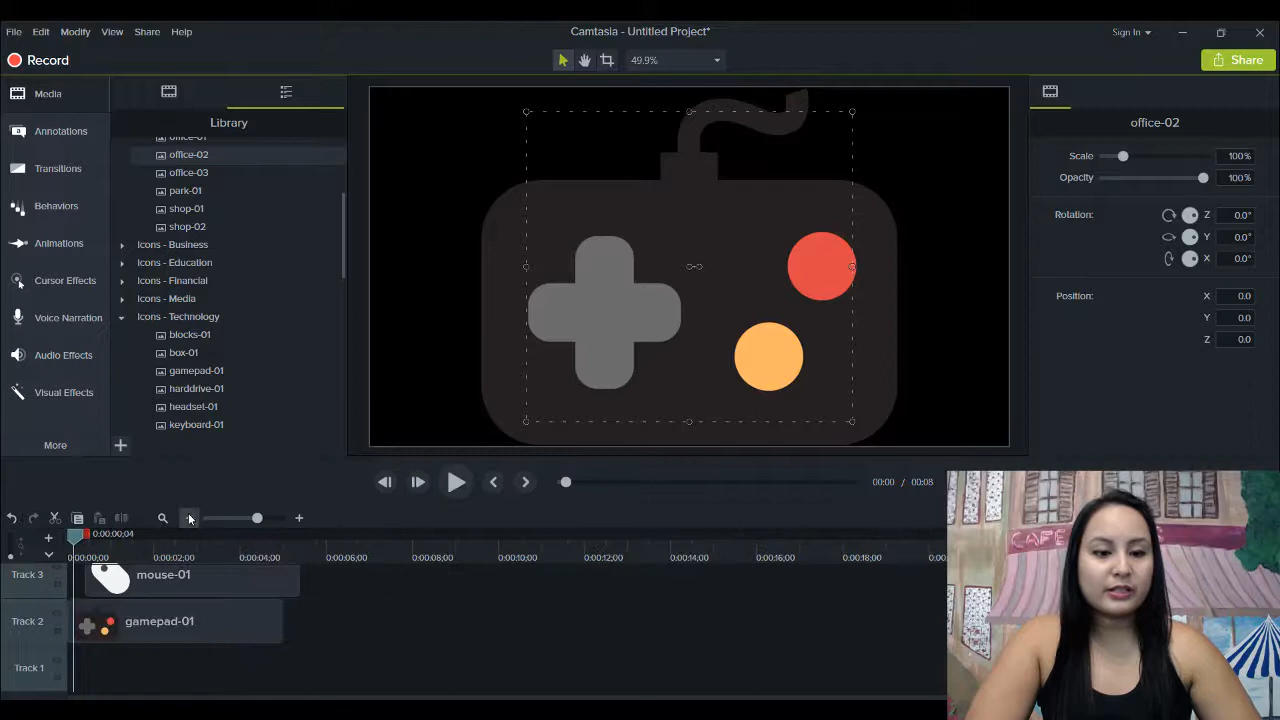 Camtasia - Untitled Project*
File Edit Modify View Share Help
Sign In
Record
49.9%
Share
Media
Annotations
Transitions
Behaviors
Animations
Cursor Effects
Voice Narration
Audio Effects
Visual Effects
More
Library
office-01
office-02
office-03
park-01
shop-01
shop-02
Icons - Business
Icons - Education
Icons - Financial
Icons - Media
Icons - Technology
blocks-01
box-01
gamepad-01
harddrive-01
headset-01
keyboard-01
office-02
Scale 100%
Opacity 100%
Rotation: Z 0.0°
Y 0.0°
X 0.0°
Position: X 0.0
Y 0.0
Z 0.0
00:00 / 00:08
0:00:00;04
0:00:00;00 0:00:02;00 0:00:04;00 0:00:06;00 0:00:08;00 0:00:10;00 0:00:12;00 0:00:14;00 0:00:16;00 0:00:18;00
Track 3 mouse-01
Track 2 gamepad-01
Track 1
CAFE